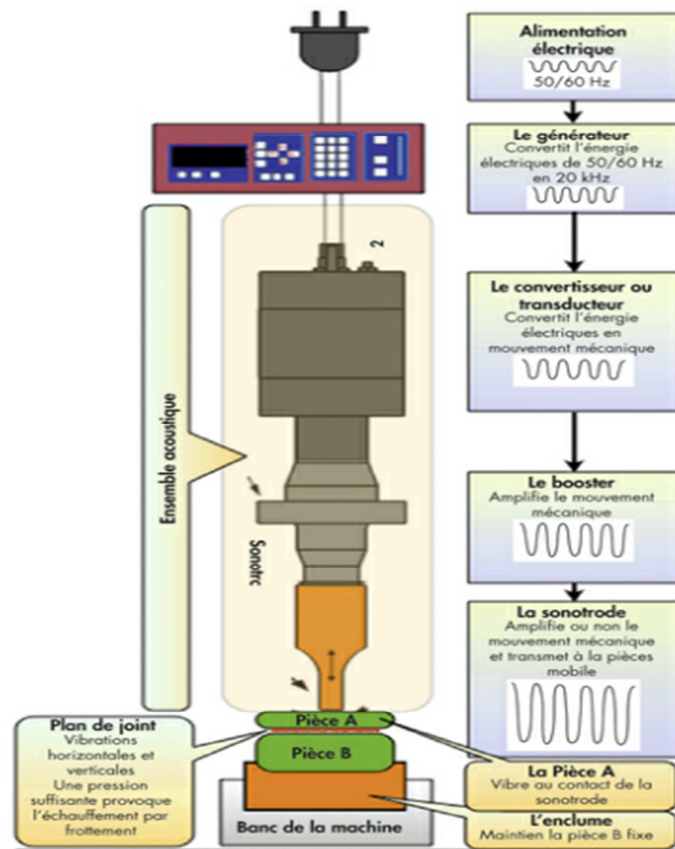 Alimentation
électrique
50/60 Hz
Le générateur
Convertit l'énergie
électriques de 50/60 Hz
en 20 kHz
2
Le convertisseur ou
transducteur
Convertit l'énergie
électriques en
mouvement mécanique
Ensemble acoustique
Le booster
Amplifie le mouvement
mécanique
Sonotrc
La sonotrode
Amplifie ou non le
mouvement mécanique
et transmet à la pièces
mobile
Plan de joint
Vibrations
horizontales et
verticales
Une pression
suffisante provoque
l'échauffement par
frottement
Pièce A
Pièce B
Banc de la machine
La Pièce A
Vibre au contact de la
sonotrode
L'enclume
Maintien la pièce B fixe